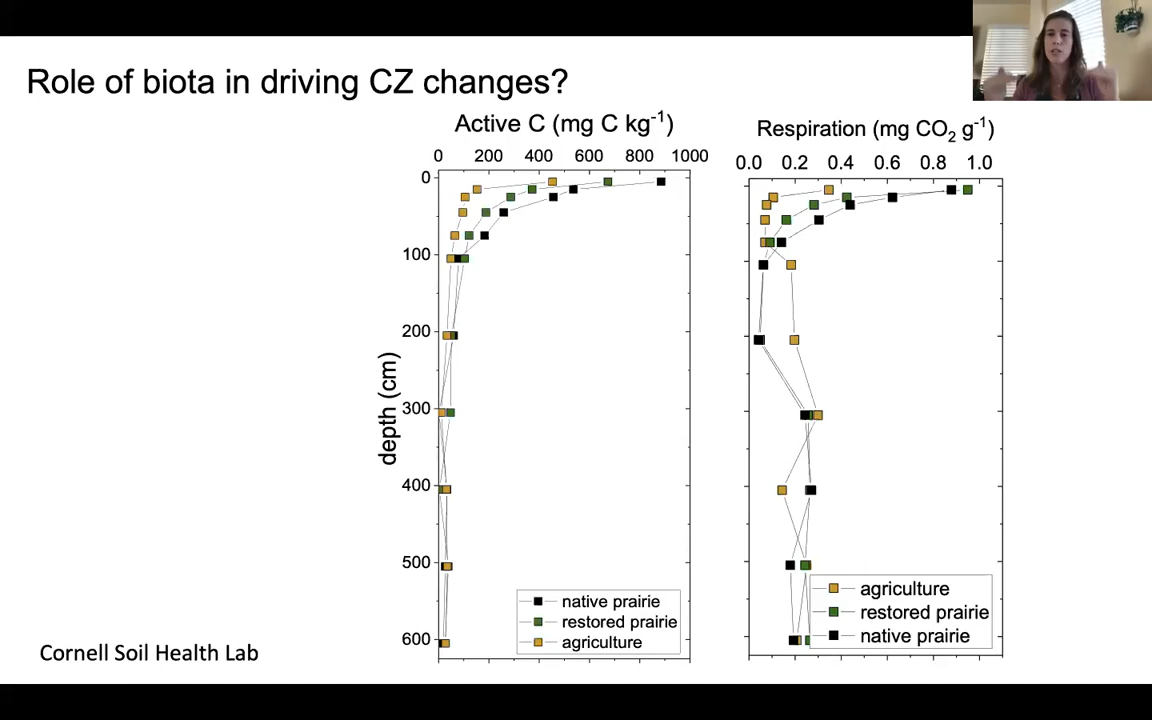 Role of biota in driving CZ changes?
Active C (mg C kg⁻¹)
0 200 400 600 800 1000
0
100
200
300
400
500
600
depth (cm)
native prairie
restored prairie
agriculture
Respiration (mg CO₂ g⁻¹)
0.0 0.2 0.4 0.6 0.8 1.0
agriculture
restored prairie
native prairie
Cornell Soil Health Lab